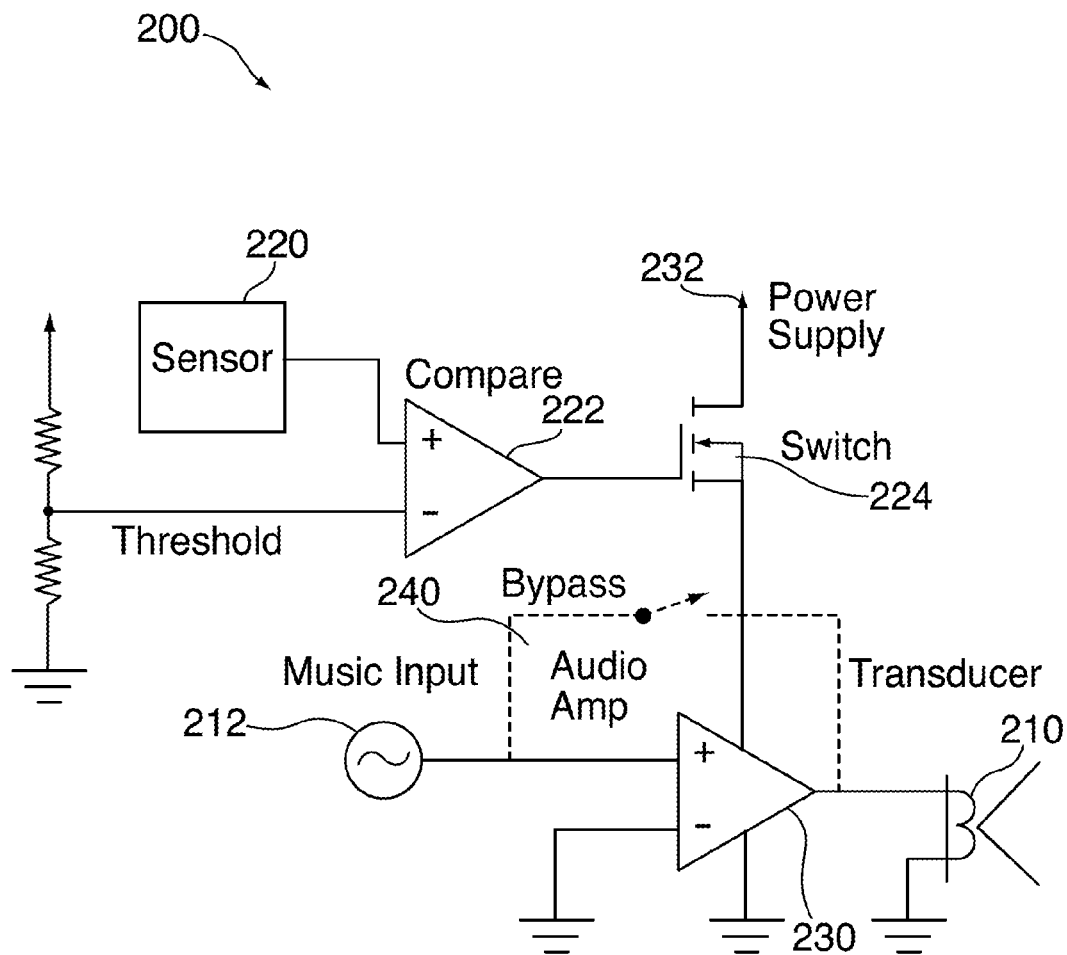 200
220
Sensor
232
Power
Supply
Compare
222
+
-
Switch
224
Threshold
240
Bypass
Music Input
Audio
Amp
Transducer
212
+
-
210
230